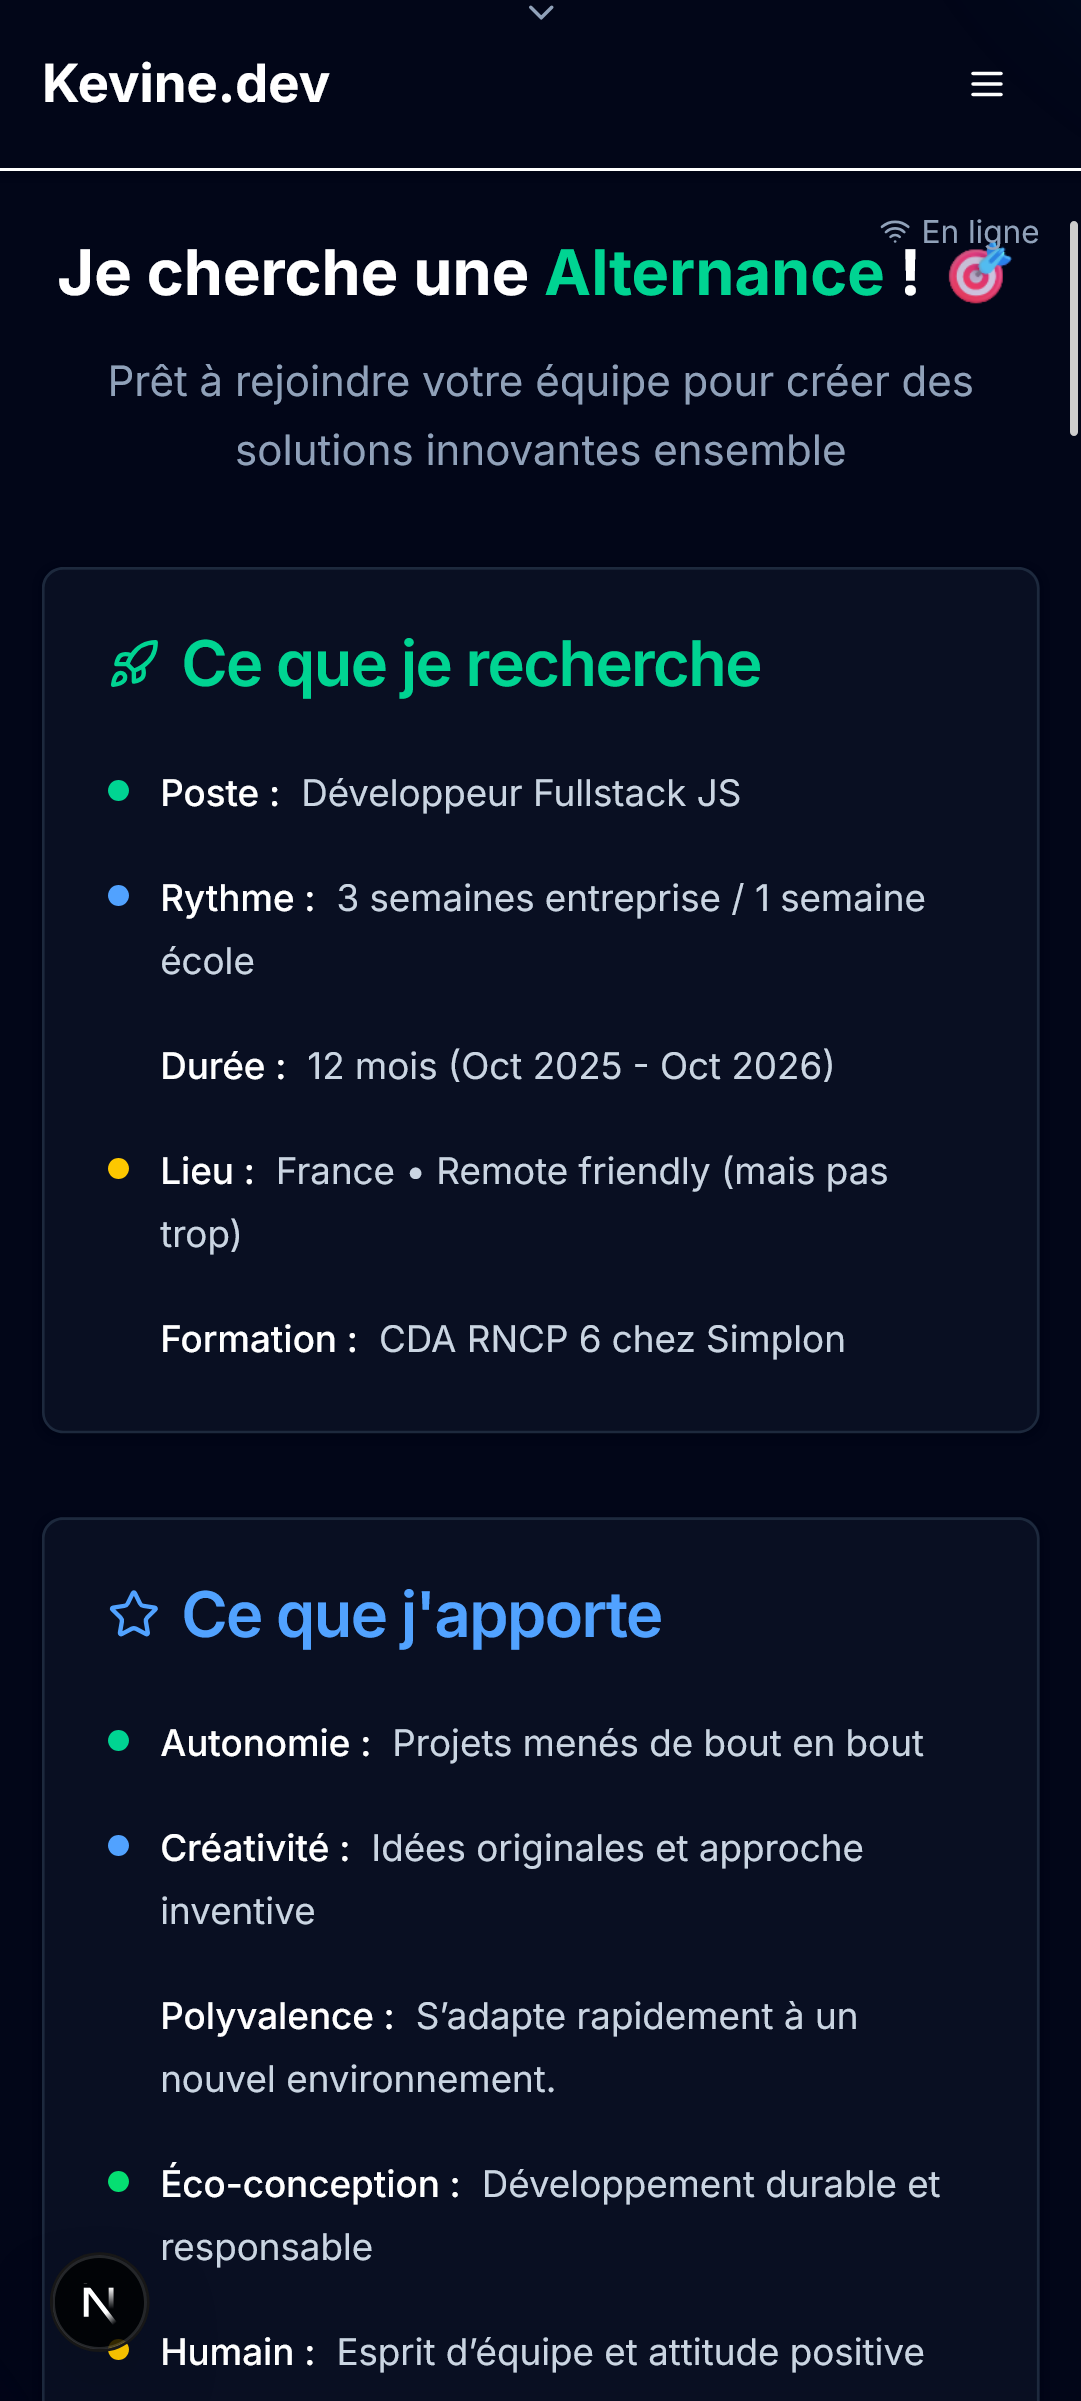 Kevine.dev
En ligne
Je cherche une Alternance ! 🎯
Prêt à rejoindre votre équipe pour créer des
solutions innovantes ensemble
Ce que je recherche
Poste : Développeur Fullstack JS
Rythme : 3 semaines entreprise / 1 semaine
école
Durée : 12 mois (Oct 2025 - Oct 2026)
Lieu : France • Remote friendly (mais pas
trop)
Formation : CDA RNCP 6 chez Simplon
Ce que j'apporte
Autonomie : Projets menés de bout en bout
Créativité : Idées originales et approche
inventive
Polyvalence : S’adapte rapidement à un
nouvel environnement.
Éco-conception : Développement durable et
responsable
N
Humain : Esprit d’équipe et attitude positive